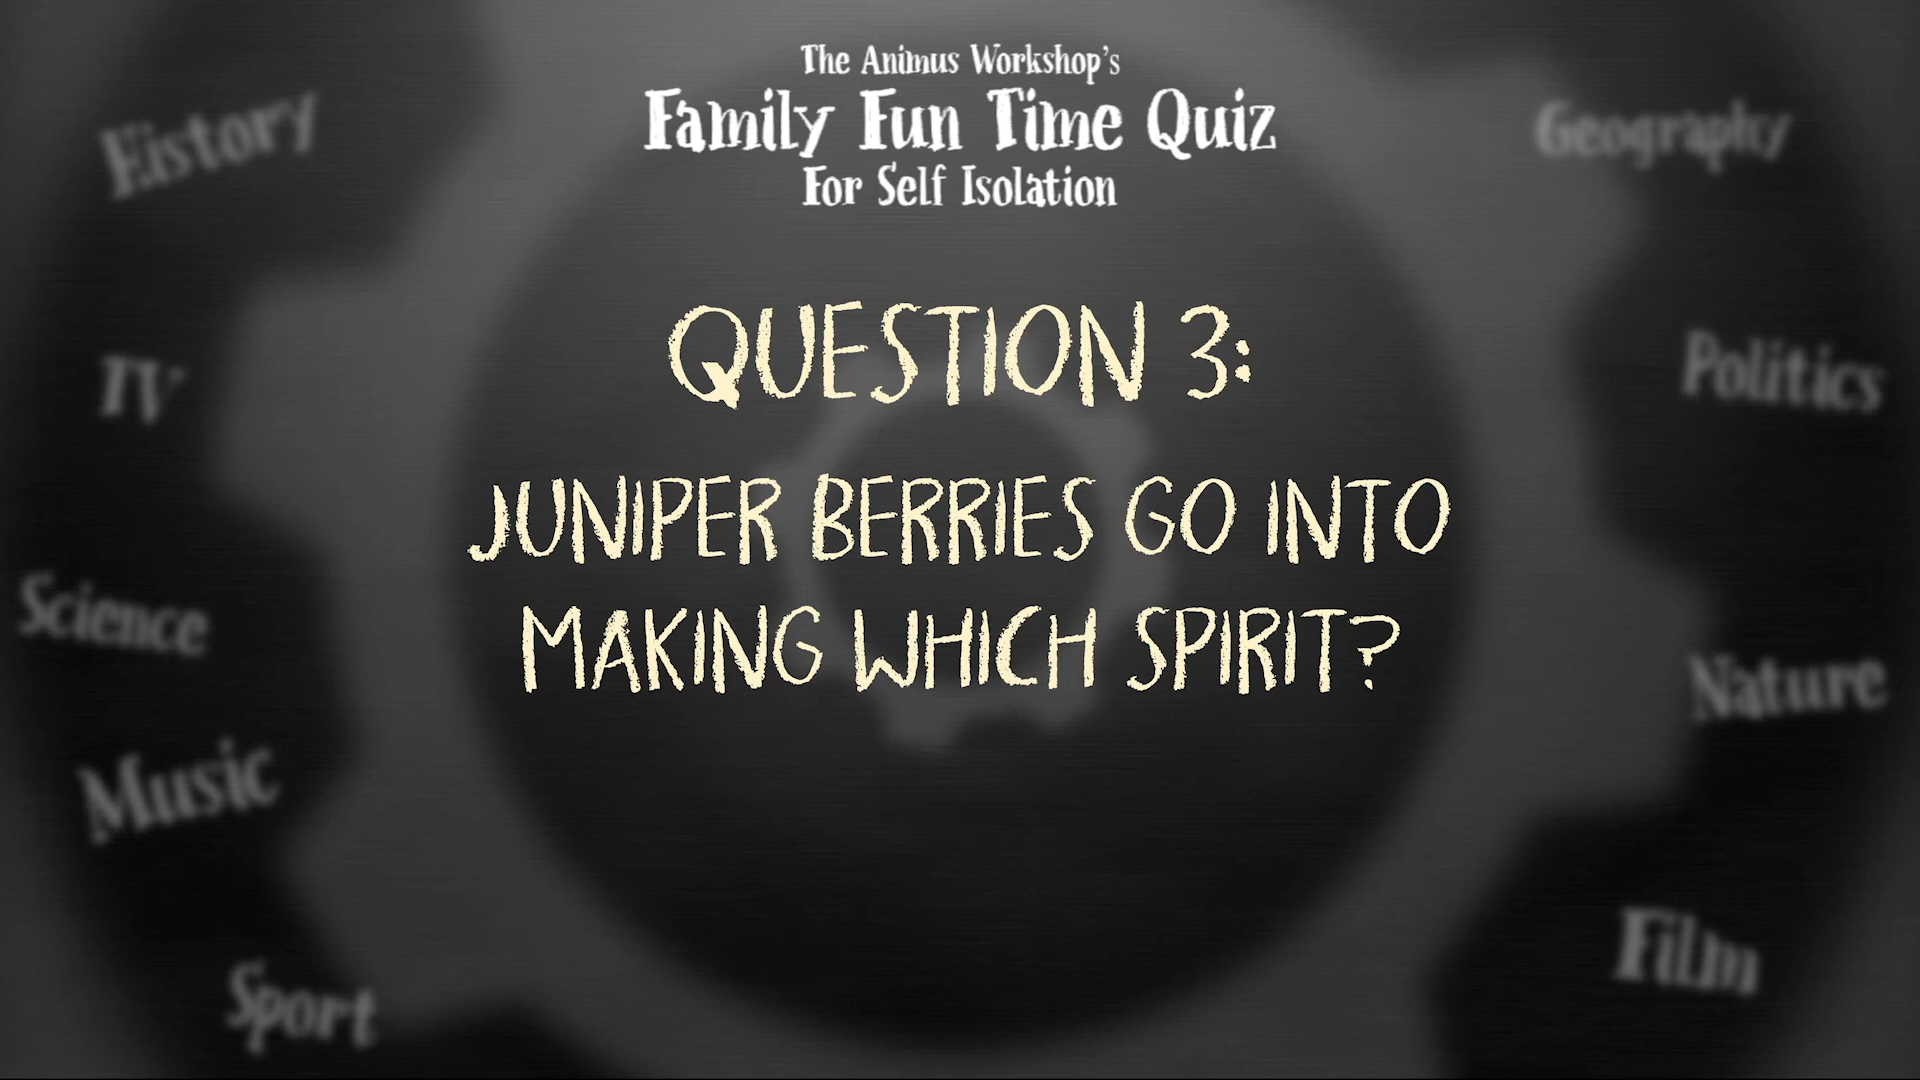 The Animus Workshop's
Family Fun Time Quiz
For Self Isolation
History
Geography
QUESTION 3:
TV
Politics
JUNIPER BERRIES GO INTO
MAKING WHICH SPIRIT?
Science
Nature
Music
Film
Sport